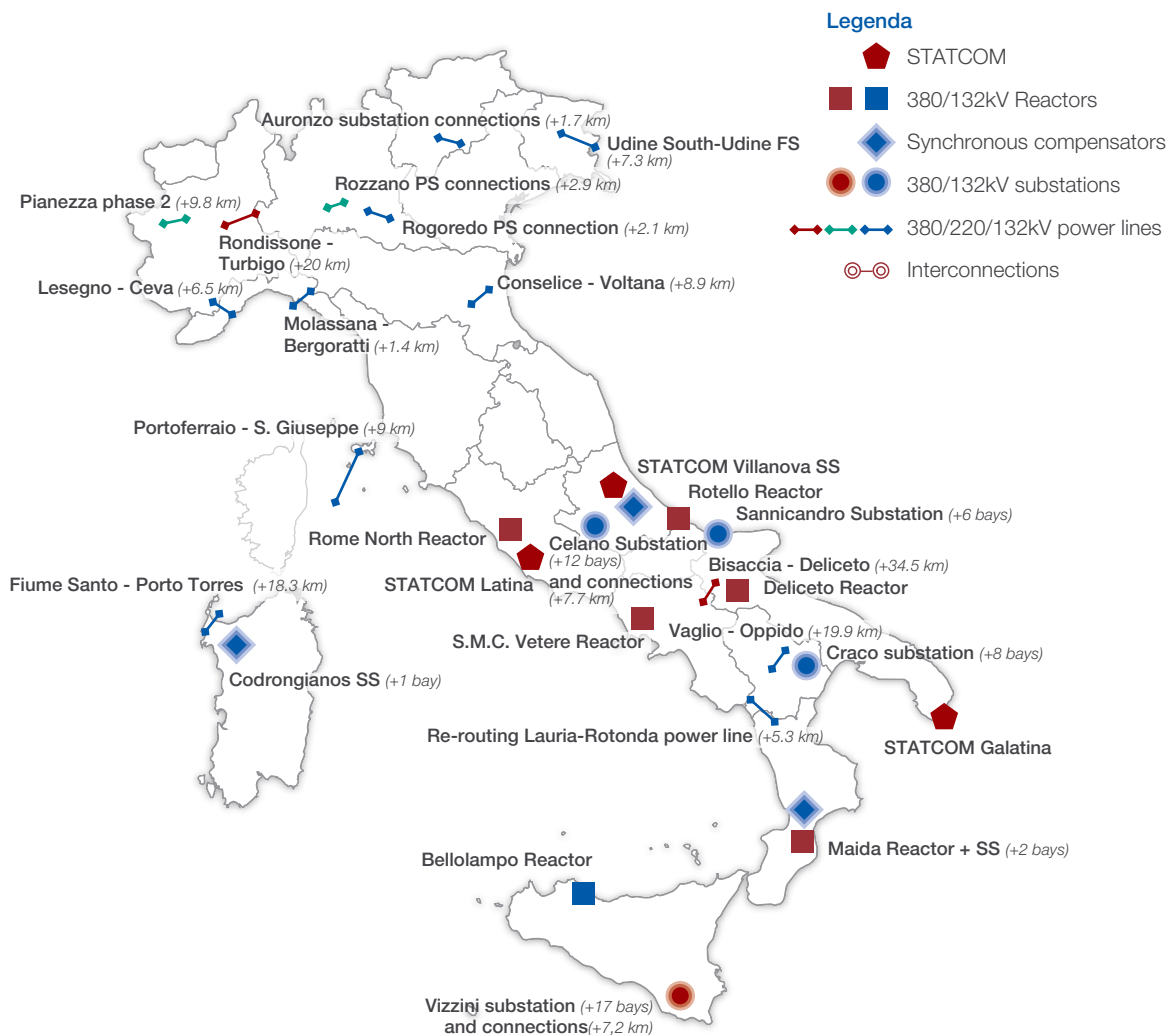 Legenda
STATCOM
380/132kV Reactors
Synchronous compensators
380/132kV substations
380/220/132kV power lines
Interconnections
Auronzo substation connections (+1.7 km)
Udine South-Udine FS
(+7.3 km)
Rozzano PS connections (+2.9 km)
Pianezza phase 2 (+9.8 km)
Rogoredo PS connection (+2.1 km)
Rondissone -
Turbigo (+20 km)
Lesegno - Ceva (+6.5 km)
Conselice - Voltana (+8.9 km)
Molassana -
Bergoratti (+1.4 km)
Portoferraio - S. Giuseppe (+9 km)
STATCOM Villanova SS
Rotello Reactor
Sannicandro Substation (+6 bays)
Rome North Reactor
Celano Substation
(+12 bays)
and connections
(+7.7 km)
Bisaccia - Deliceto (+34.5 km)
Deliceto Reactor
STATCOM Latina
Fiume Santo - Porto Torres (+18.3 km)
S.M.C. Vetere Reactor
Vaglio - Oppido (+19.9 km)
Craco substation (+8 bays)
Codrongianos SS (+1 bay)
Re-routing Lauria-Rotonda power line (+5.3 km)
STATCOM Galatina
Maida Reactor + SS (+2 bays)
Bellolampo Reactor
Vizzini substation (+17 bays)
and connections(+7,2 km)